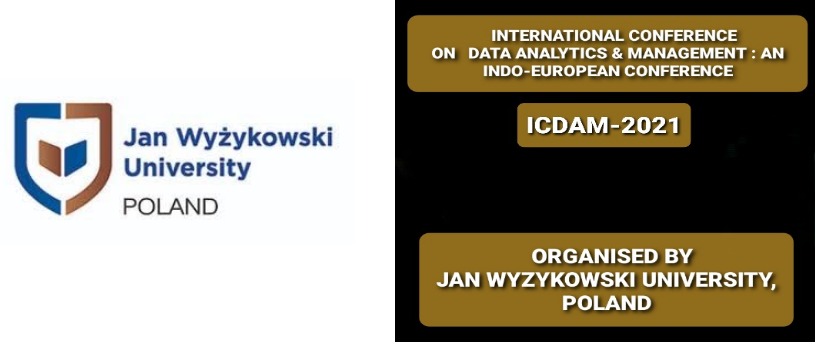 Jan Wyżykowski
University
POLAND
INTERNATIONAL CONFERENCE
ON DATA ANALYTICS & MANAGEMENT : AN
INDO-EUROPEAN CONFERENCE
ICDAM-2021
ORGANISED BY
JAN WYZYKOWSKI UNIVERSITY,
POLAND